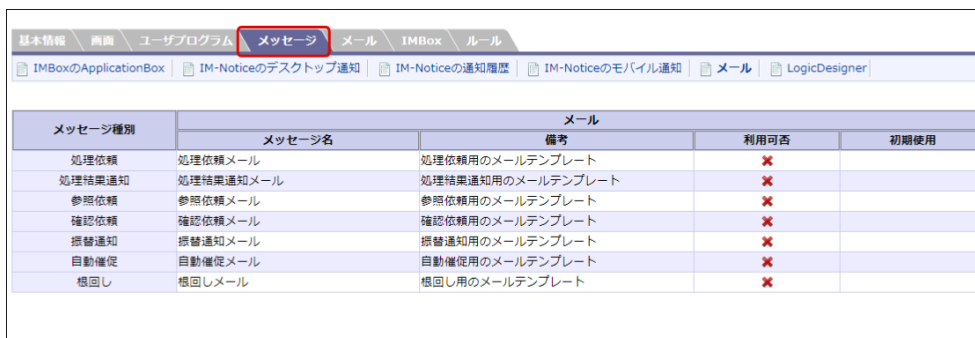 基本情報 画面 ユーザプログラム メッセージ メール IMBox ルール
IMBoxのApplicationBox IM-Noticeのデスクトップ通知 IM-Noticeの通知履歴 IM-Noticeのモバイル通知 メール LogicDesigner
メッセージ種別 メール
メッセージ名 備考 利用可否 初期使用
処理依頼 処理依頼メール 処理依頼用のメールテンプレート
処理結果通知 処理結果通知メール 処理結果通知用のメールテンプレート
参照依頼 参照依頼メール 参照依頼用のメールテンプレート
確認依頼 確認依頼メール 確認依頼用のメールテンプレート
振替通知 振替通知メール 振替通知用のメールテンプレート
自動催促 自動催促メール 自動催促用のメールテンプレート
根回し 根回しメール 根回し用のメールテンプレート